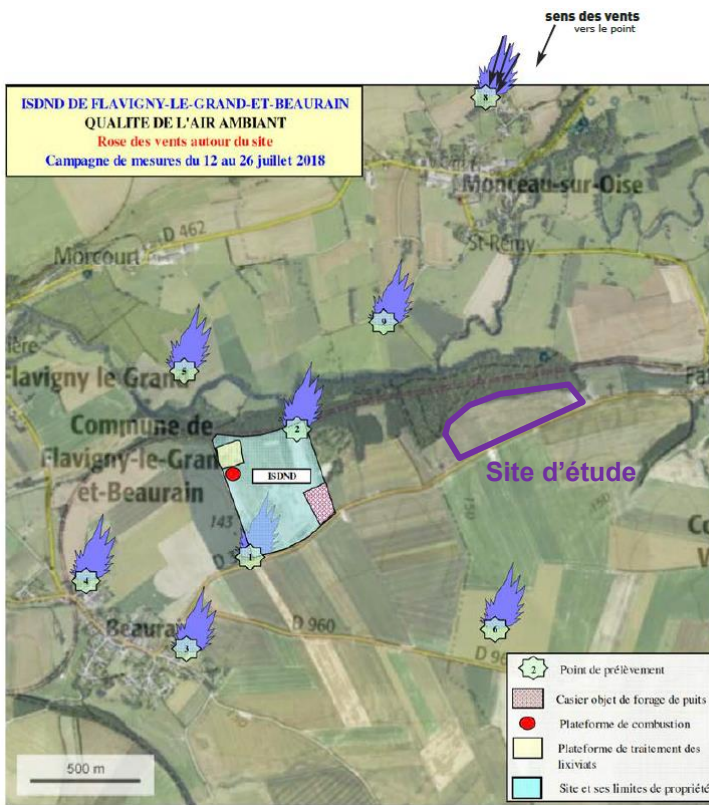 sens des vents
vers le point
8
ISDND DE FLAVIGNY-LE-GRAND-ET-BEAURAIN
QUALITE DE L'AIR AMBIANT
Rose des vents autour du site
Campagne de mesures du 12 au 26 juillet 2018
Monceau-sur-Oise
D 462
St-Rémy
Morcourt
9
5
Flavigny le Grand
2
Commune de
Flavigny-le-Gran
et-Beaurain
ISDND
Site d'étude
143
1
4
Beaurai
3
D 960
6
2
Point de prélèvement
Casier objet de forage de puits
Plateforme de combustion
Plateforme de traitement des
lixiviats
Site et ses limites de propriété
500 m